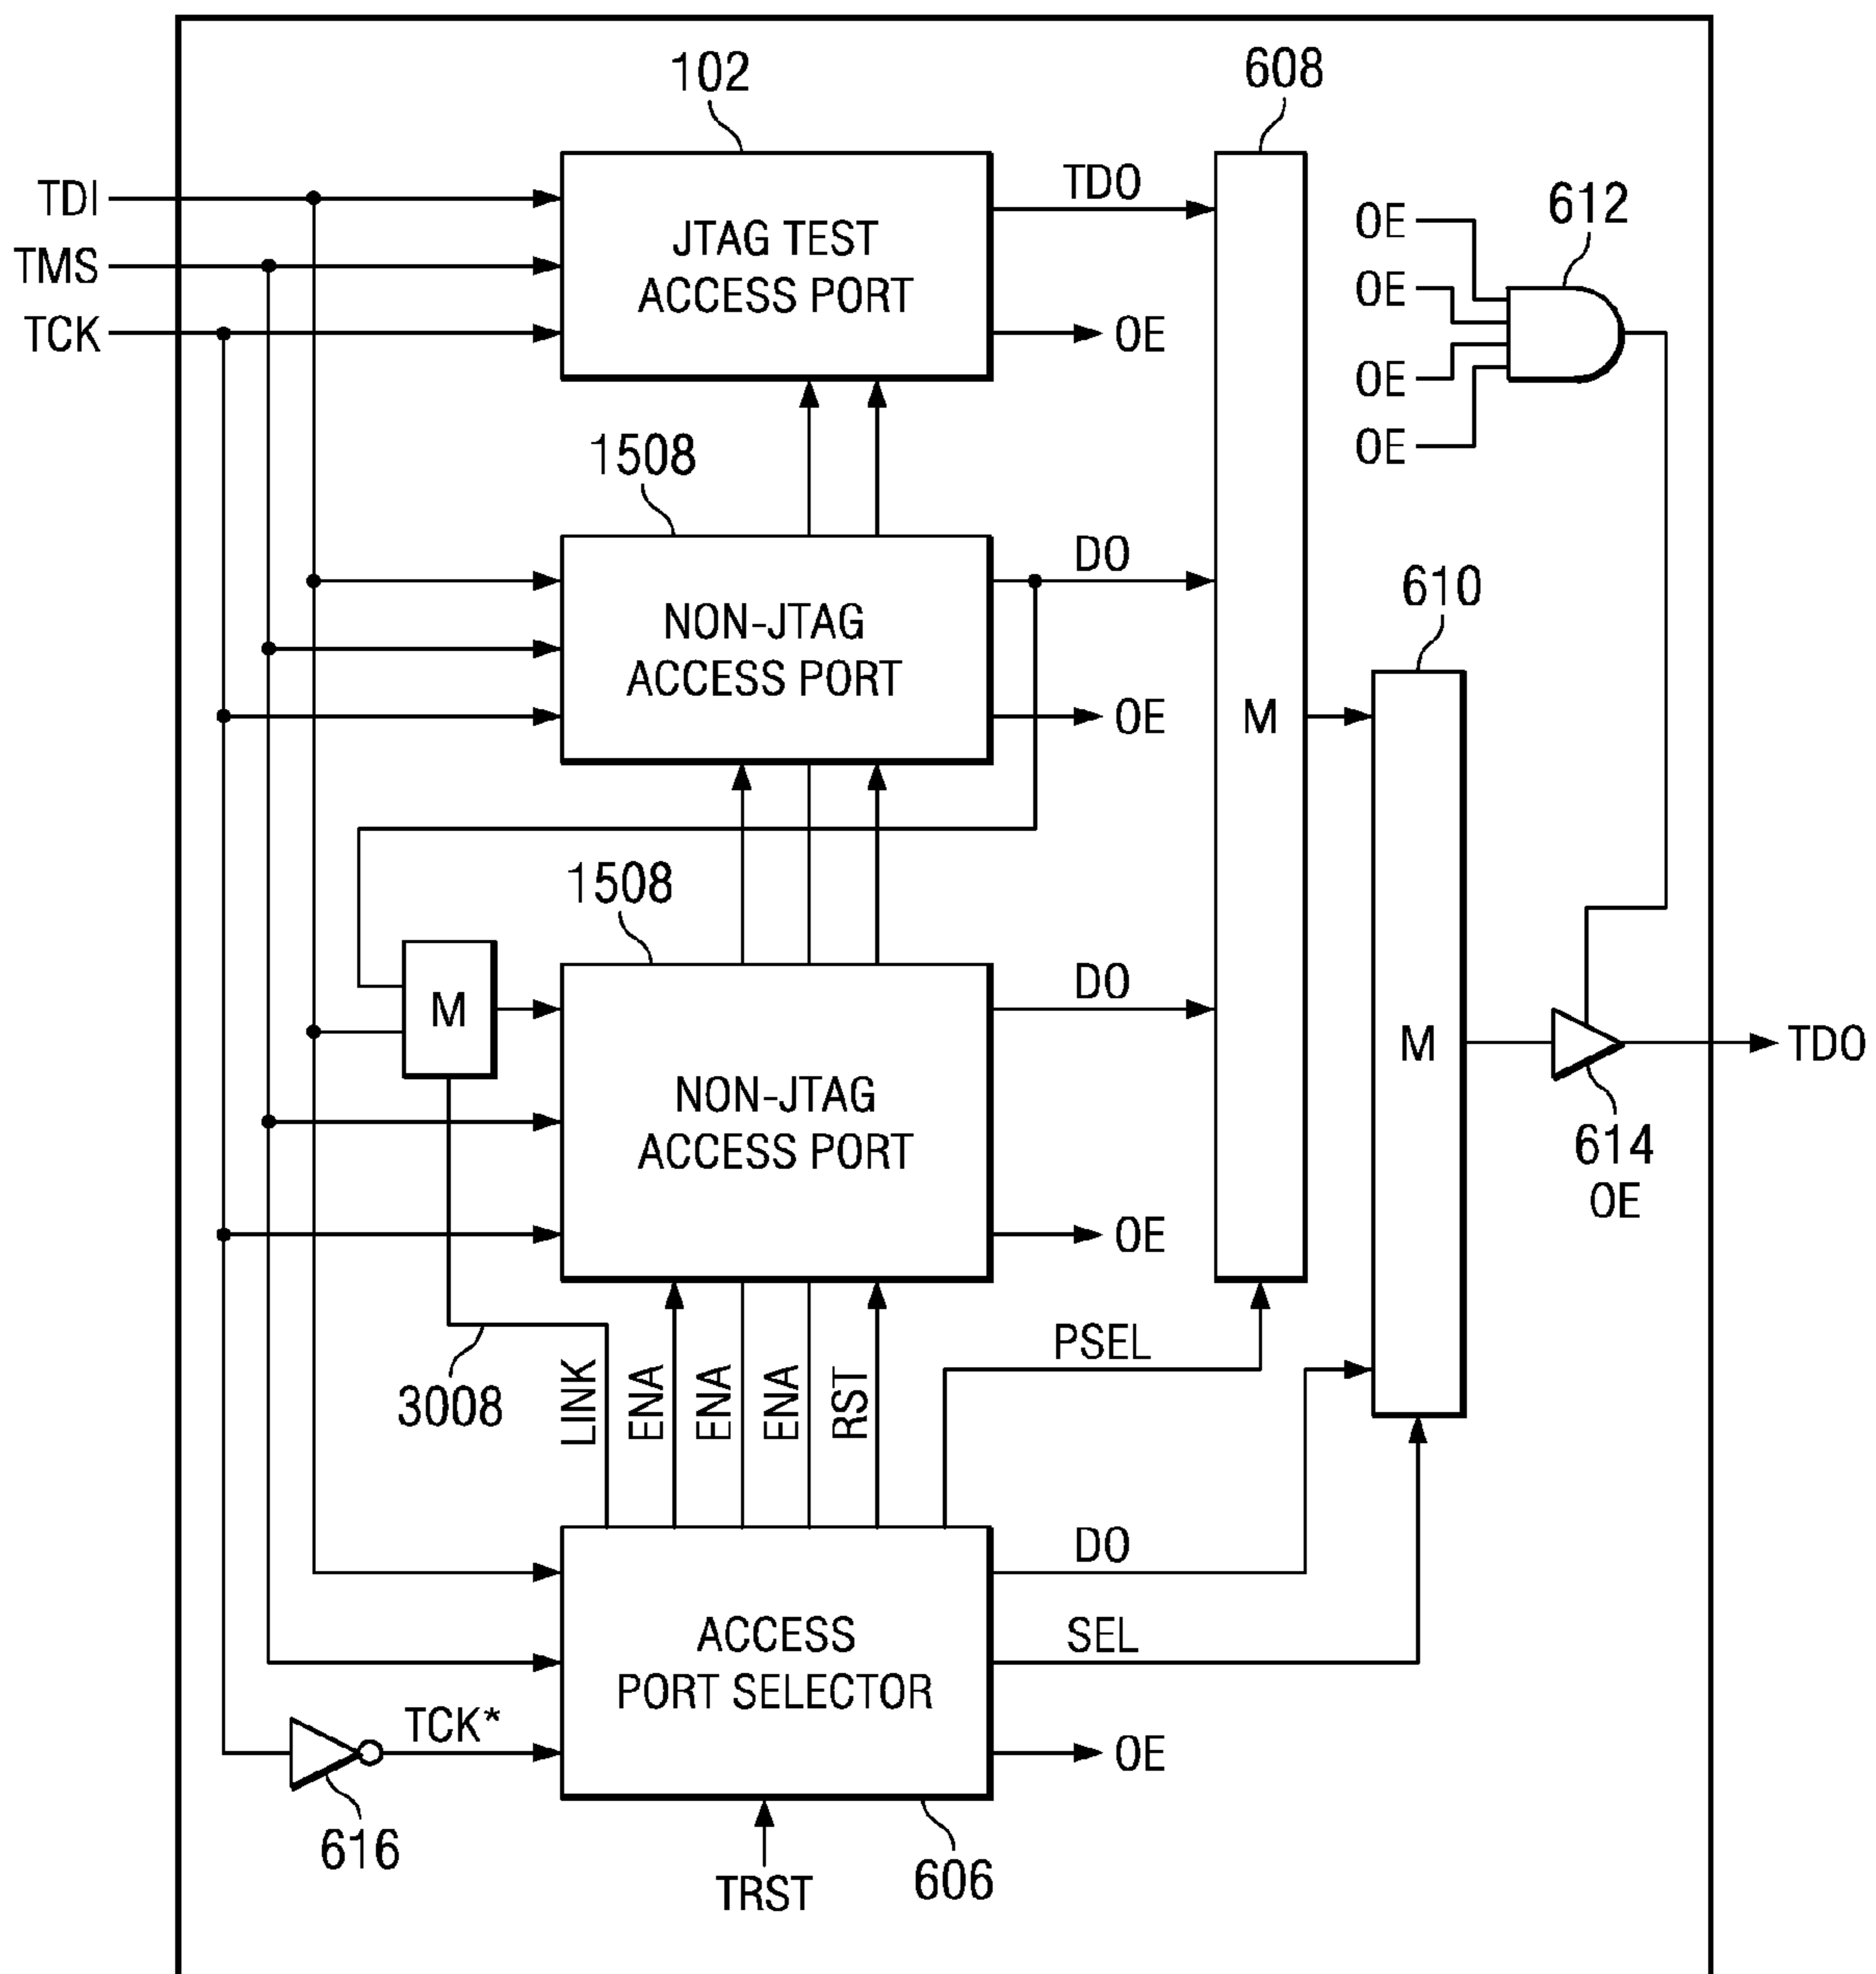 102
608
TDI
TMS
TCK
JTAG TEST
ACCESS PORT
TDO
OE
OE
OE
OE
OE
612
1508
NON-JTAG
ACCESS PORT
DO
OE
M
610
1508
M
NON-JTAG
ACCESS PORT
DO
OE
M
TDO
614
OE
3008
LINK
ENA
ENA
ENA
RST
PSEL
ACCESS
PORT SELECTOR
DO
SEL
OE
TCK*
616
TRST
606